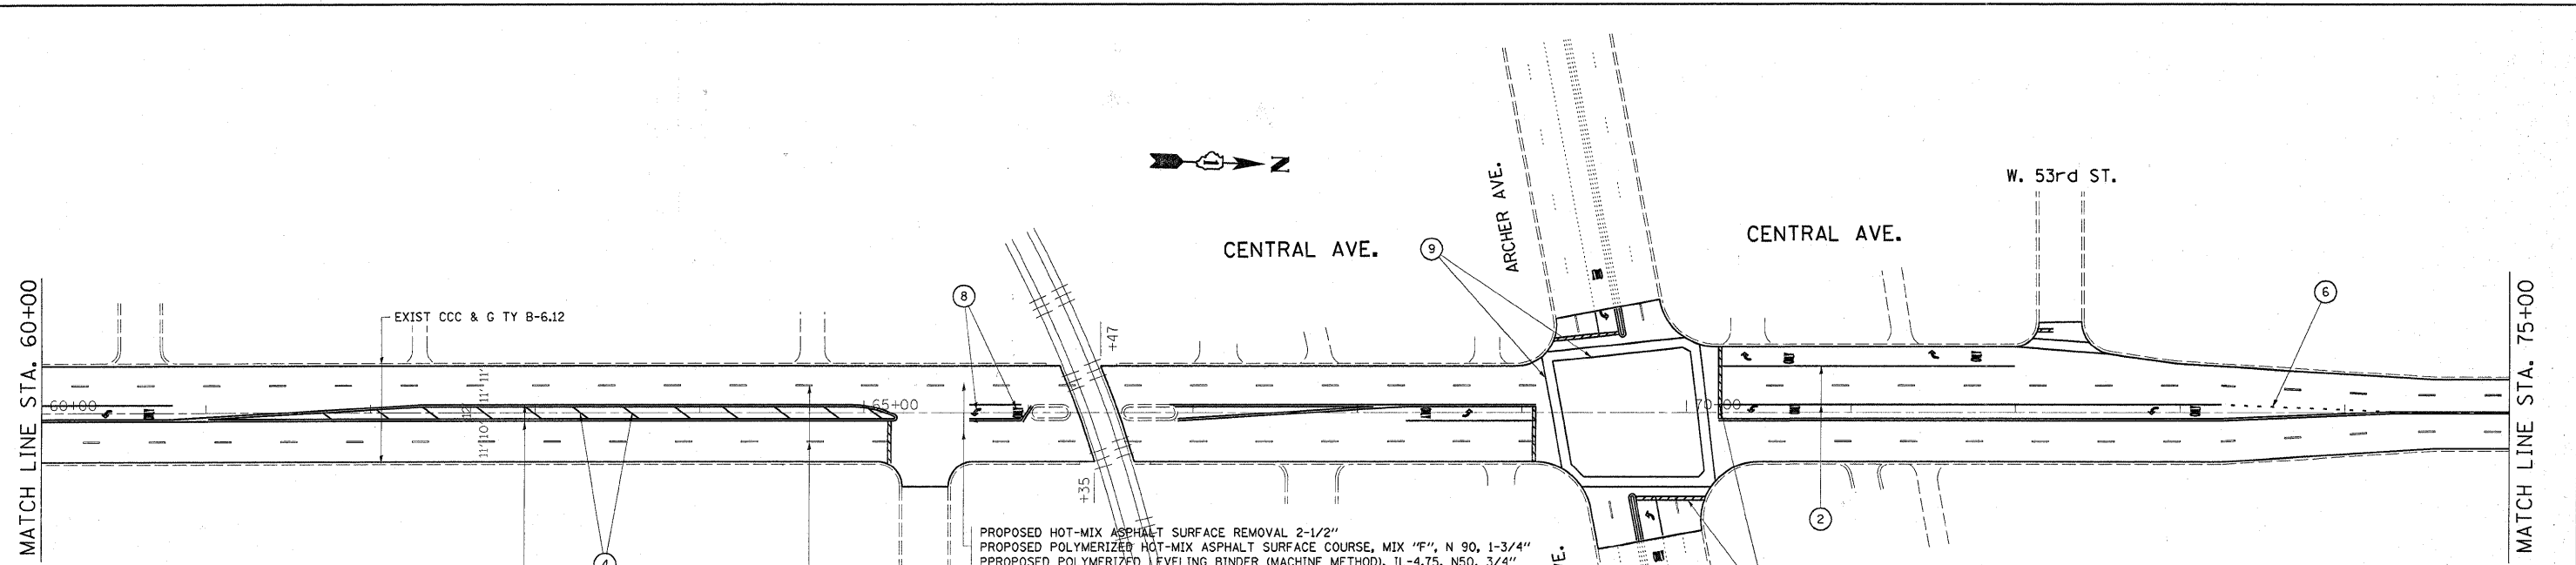 N
W. 53rd ST.
ARCHER AVE.
CENTRAL AVE.
CENTRAL AVE.
9
6
8
MATCH LINE STA. 60+00
MATCH LINE STA. 75+00
EXIST CCC & G TY B-6.12
+47
60+00
11' 11'
12'
65+00
70+00
11' 10'
+35
2
4
PROPOSED HOT-MIX ASPHALT SURFACE REMOVAL 2-1/2"
PROPOSED POLYMERIZED HOT-MIX ASPHALT SURFACE COURSE, MIX "F", N 90, 1-3/4"
PPROPOSED POLYMERIZED LEVELING BINDER (MACHINE METHOD), IL-4.75, N50, 3/4"
VE.